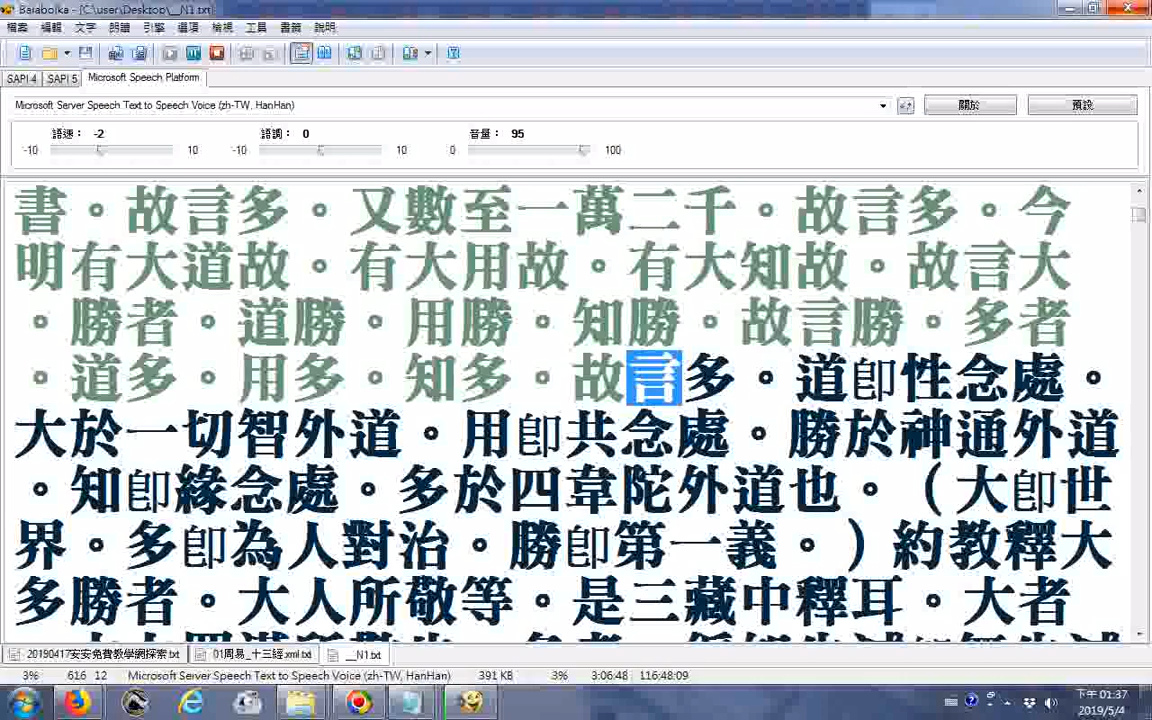 Balabolka - [C:\user\Desktop\__N1.txt]
檔案 編輯 文字 朗讀 引擎 選項 檢視 工具 書籤 說明
SAPI 4 SAPI 5 Microsoft Speech Platform
Microsoft Server Speech Text to Speech Voice (zh-TW, HanHan) 關於 預設
語速： -2 語調： 0 音量： 95
-10 10 -10 10 0 100
書。故言多。又數至一萬二千。故言多。今
明有大道故。有大用故。有大知故。故言大
。勝者。道勝。用勝。知勝。故言勝。多者
。道多。用多。知多。故言多。道卽性念處。
大於一切智外道。用卽共念處。勝於神通外道
。知卽緣念處。多於四韋陀外道也。（大卽世
界。多卽為人對治。勝卽第一義。）約教釋大
多勝者。大人所敬等。是三藏中釋耳。大者
20190417安安免費教學網探索.txt 01周易_十三經.xml.txt __N1.txt
3% 616 12 Microsoft Server Speech Text to Speech Voice (zh-TW, HanHan) 391 KB 3% 3:06:48 116:48:09
下午 01:37
2019/5/4